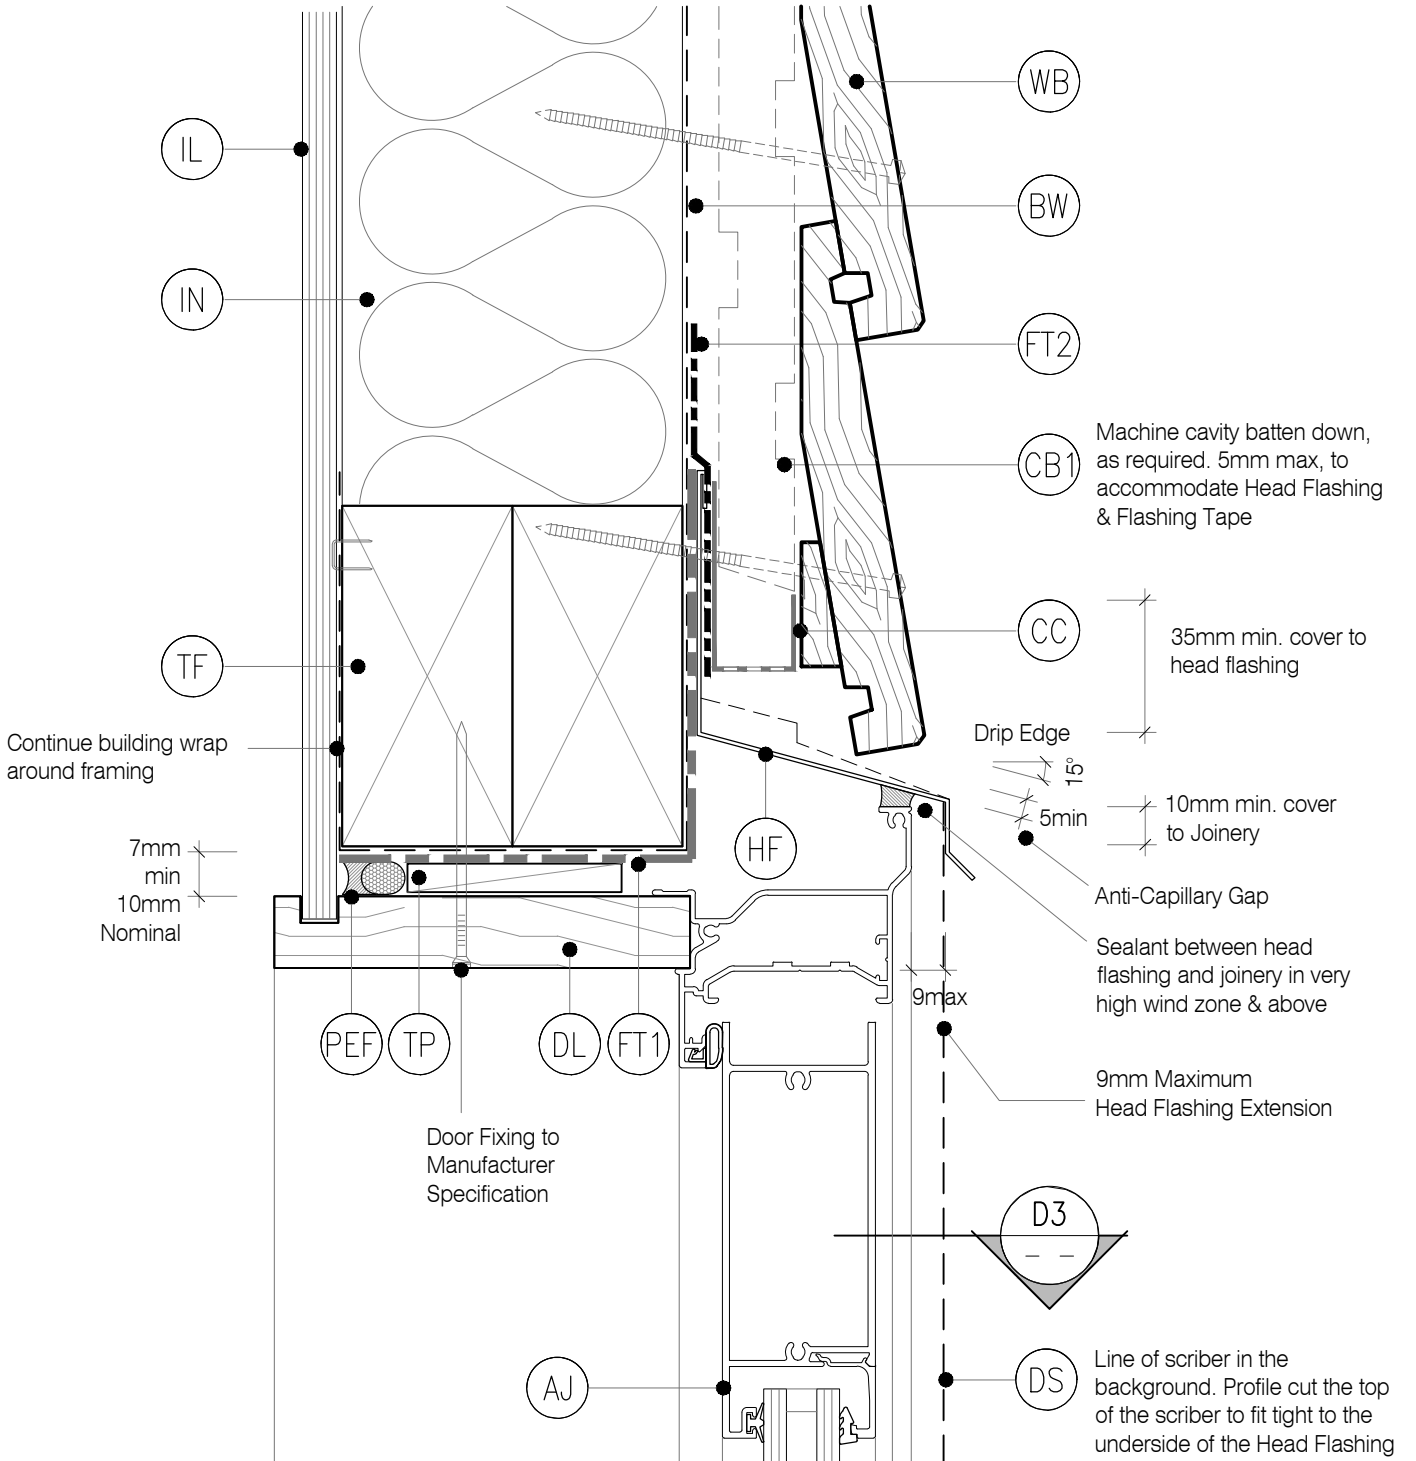 WB
IL
BW
IN
FT2
CB1
Machine cavity batten down,
as required. 5mm max, to
accommodate Head Flashing
& Flashing Tape
CC
35mm min. cover to
head flashing
TF
Continue building wrap
around framing
Drip Edge
15°
5min
10mm min. cover
to Joinery
HF
7mm
min
10mm
Nominal
Anti-Capillary Gap
Sealant between head
flashing and joinery in very
high wind zone & above
9max
PEF
TP
DL
FT1
9mm Maximum
Head Flashing Extension
Door Fixing to
Manufacturer
Specification
D3
– –
AJ
DS
Line of scriber in the
background. Profile cut the top
of the scriber to fit tight to the
underside of the Head Flashing